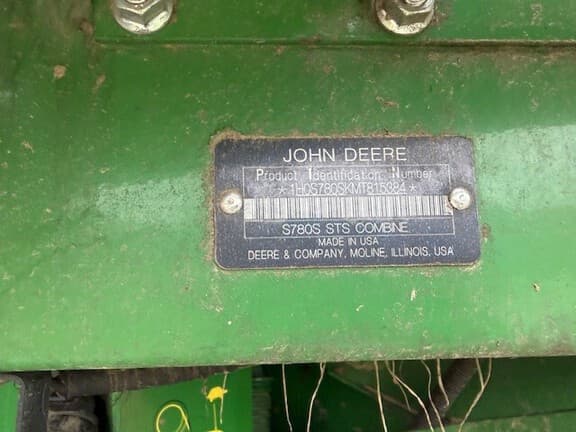 JOHN DEERE
Product Identification Number
*1H0S780SKMT815384*
S780S STS COMBINE
MADE IN USA
DEERE & COMPANY, MOLINE, ILLINOIS, USA